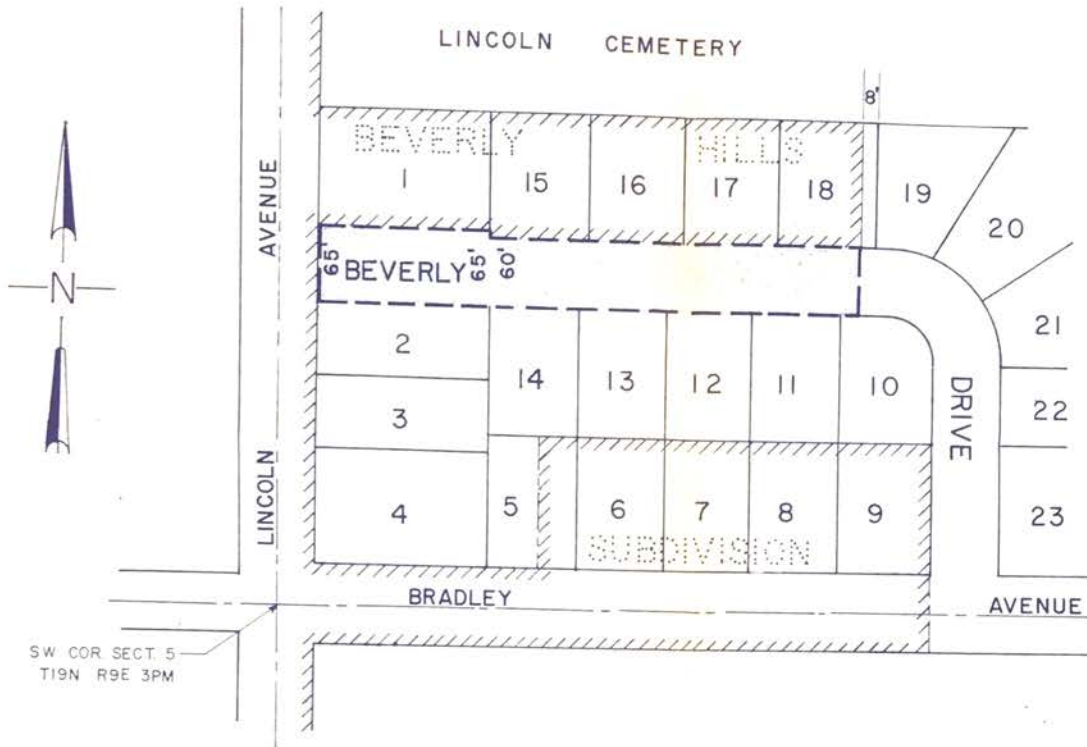 LINCOLN CEMETERY
8'
BEVERLY HILLS
1 15 16 17 18 19
20
AVENUE
N
65' BEVERLY 65' 60'
21
2
14 13 12 11 10
DRIVE
22
3
LINCOLN
4 5 6 7 8 9 23
SUBDIVISION
BRADLEY AVENUE
SW COR. SECT. 5
T19N R9E 3PM